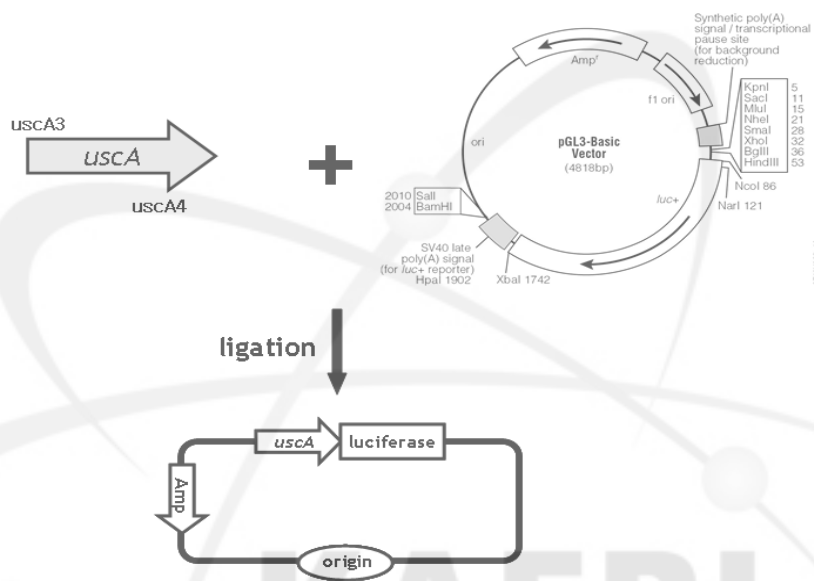 uscA3
uscA
uscA4
Synthetic poly(A)
signal / transcriptional
pause site
(for background
reduction)
Ampʳ
f1 ori
KpnI 5
SacI 11
MluI 15
NheI 21
SmaI 28
XhoI 32
BglII 36
HindIII 53
ori
pGL3-Basic
Vector
(4818bp)
NcoI 86
luc+
NarI 121
2010 SalI
2004 BamHI
SV40 late
poly(A) signal
(for luc+ reporter)
HpaI 1902
XbaI 1742
ligation
uscA
luciferase
Amp
origin